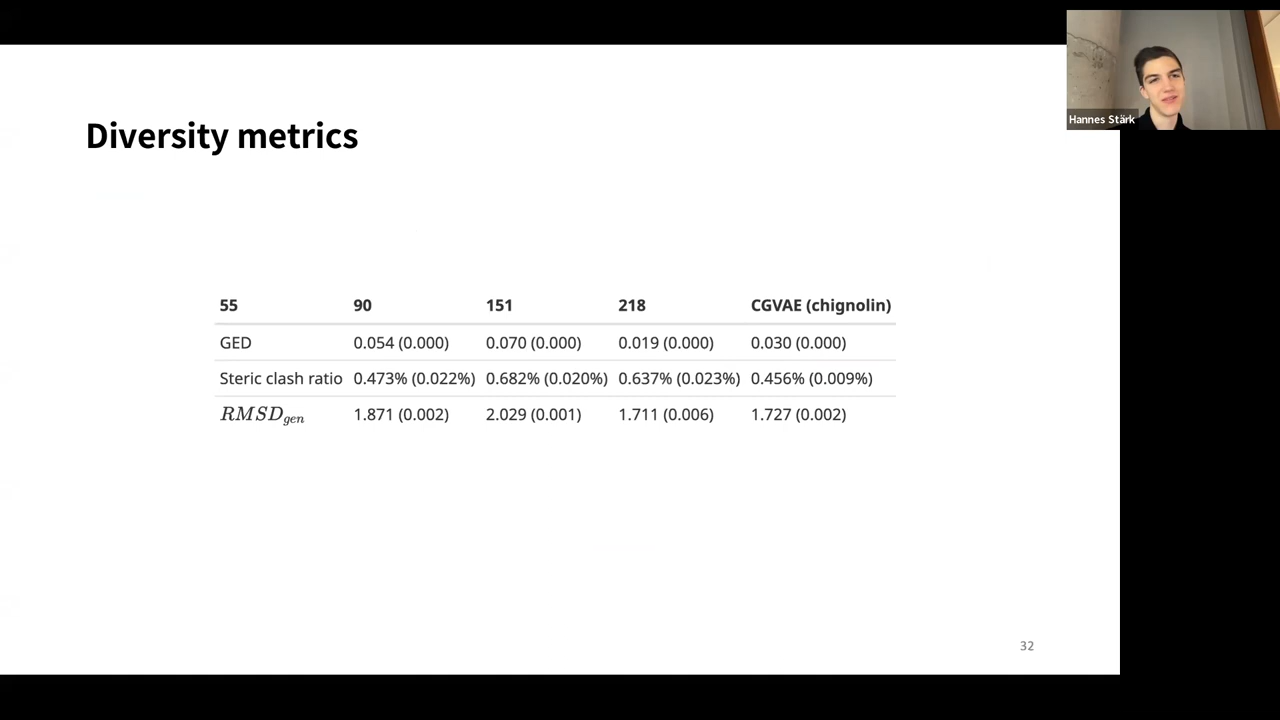 Hannes Stärk
Diversity metrics
55 90 151 218 CGVAE (chignolin)
GED 0.054 (0.000) 0.070 (0.000) 0.019 (0.000) 0.030 (0.000)
Steric clash ratio 0.473% (0.022%) 0.682% (0.020%) 0.637% (0.023%) 0.456% (0.009%)
RMSD_gen 1.871 (0.002) 2.029 (0.001) 1.711 (0.006) 1.727 (0.002)
32